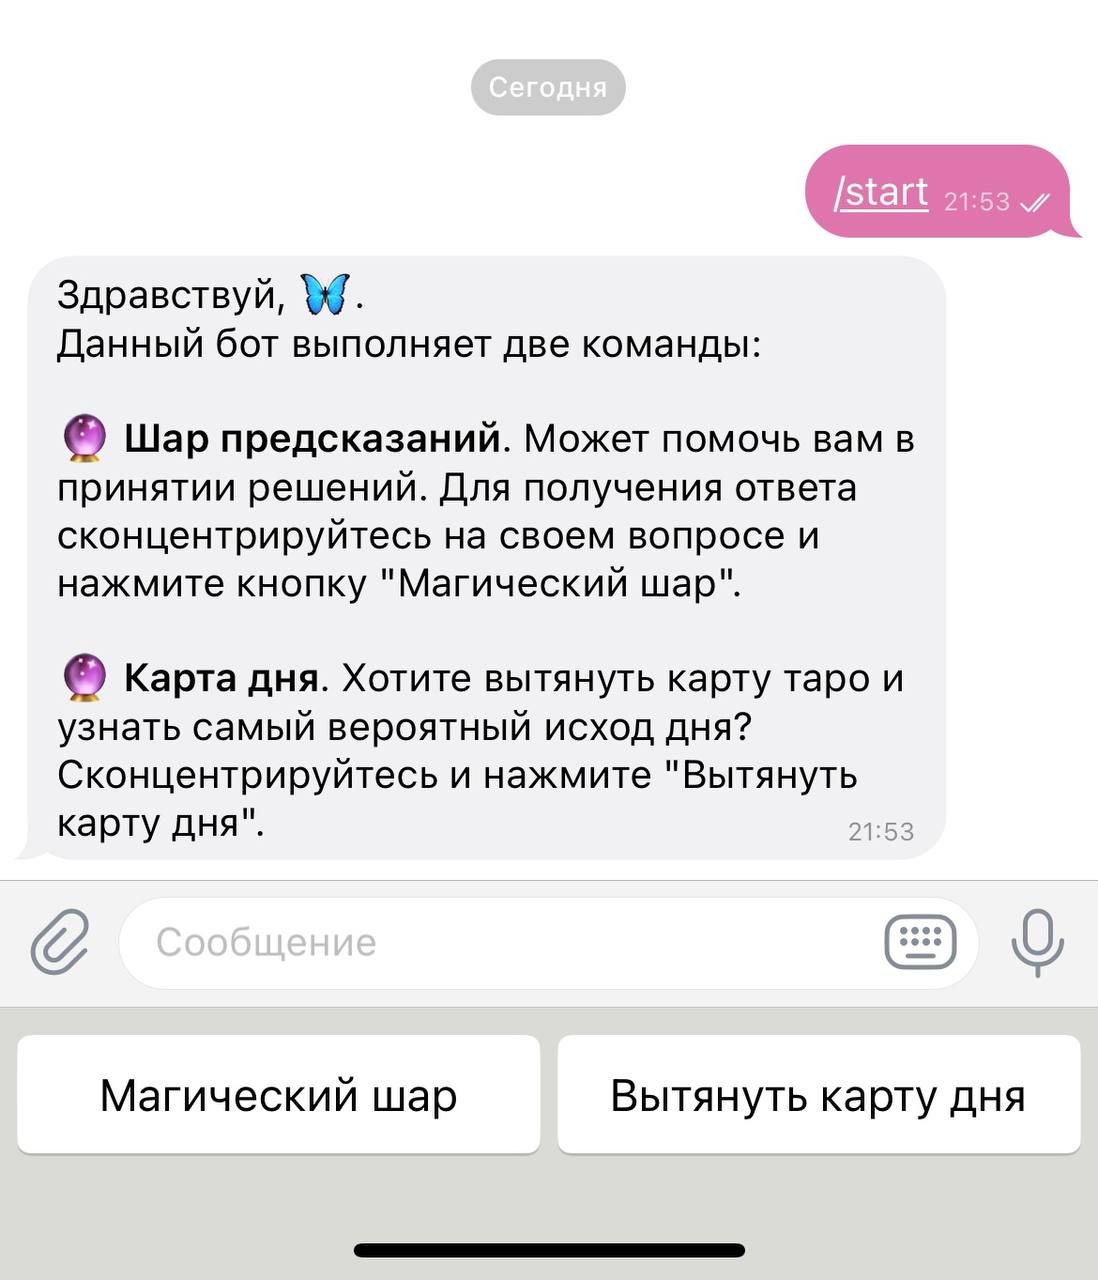 Сегодня
/start 21:53
Здравствуй, 🦋.
Данный бот выполняет две команды:
🔮 Шар предсказаний. Может помочь вам в
принятии решений. Для получения ответа
сконцентрируйтесь на своем вопросе и
нажмите кнопку "Магический шар".
🔮 Карта дня. Хотите вытянуть карту таро и
узнать самый вероятный исход дня?
Сконцентрируйтесь и нажмите "Вытянуть
карту дня".
21:53
Сообщение
Магический шар
Вытянуть карту дня